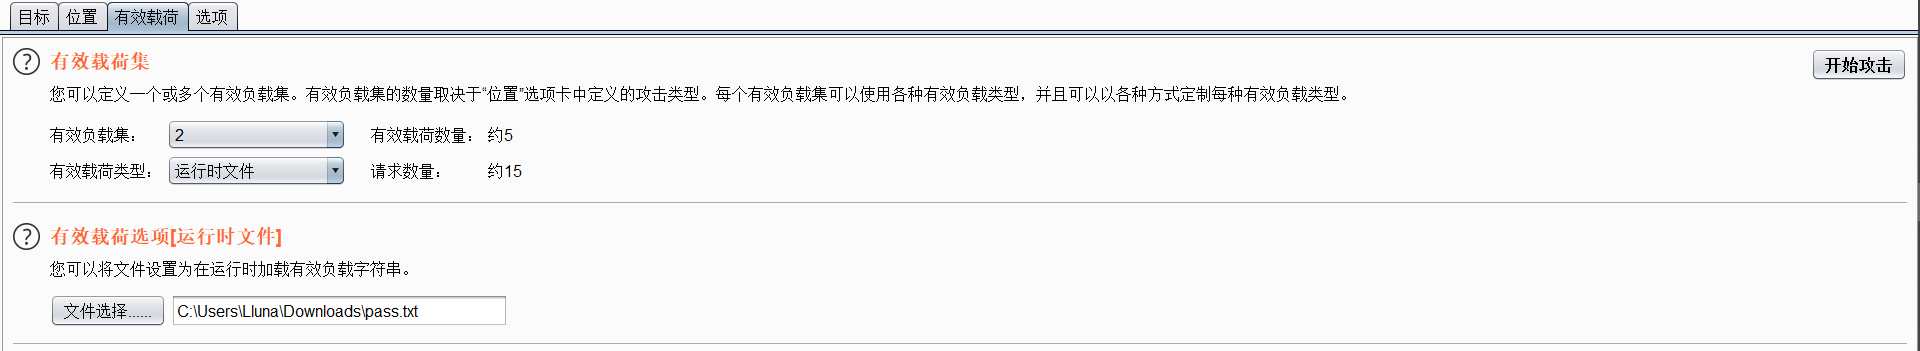 目标 位置 有效载荷 选项
有效载荷集
开始攻击
您可以定义一个或多个有效负载集。有效负载集的数量取决于“位置”选项卡中定义的攻击类型。每个有效负载集可以使用各种有效负载类型，并且可以以各种方式定制每种有效负载类型。
有效负载集： 2 有效载荷数量： 约5
有效载荷类型： 运行时文件 请求数量： 约15
有效载荷选项[运行时文件]
您可以将文件设置为在运行时加载有效负载字符串。
文件选择...... C:\Users\Lluna\Downloads\pass.txt